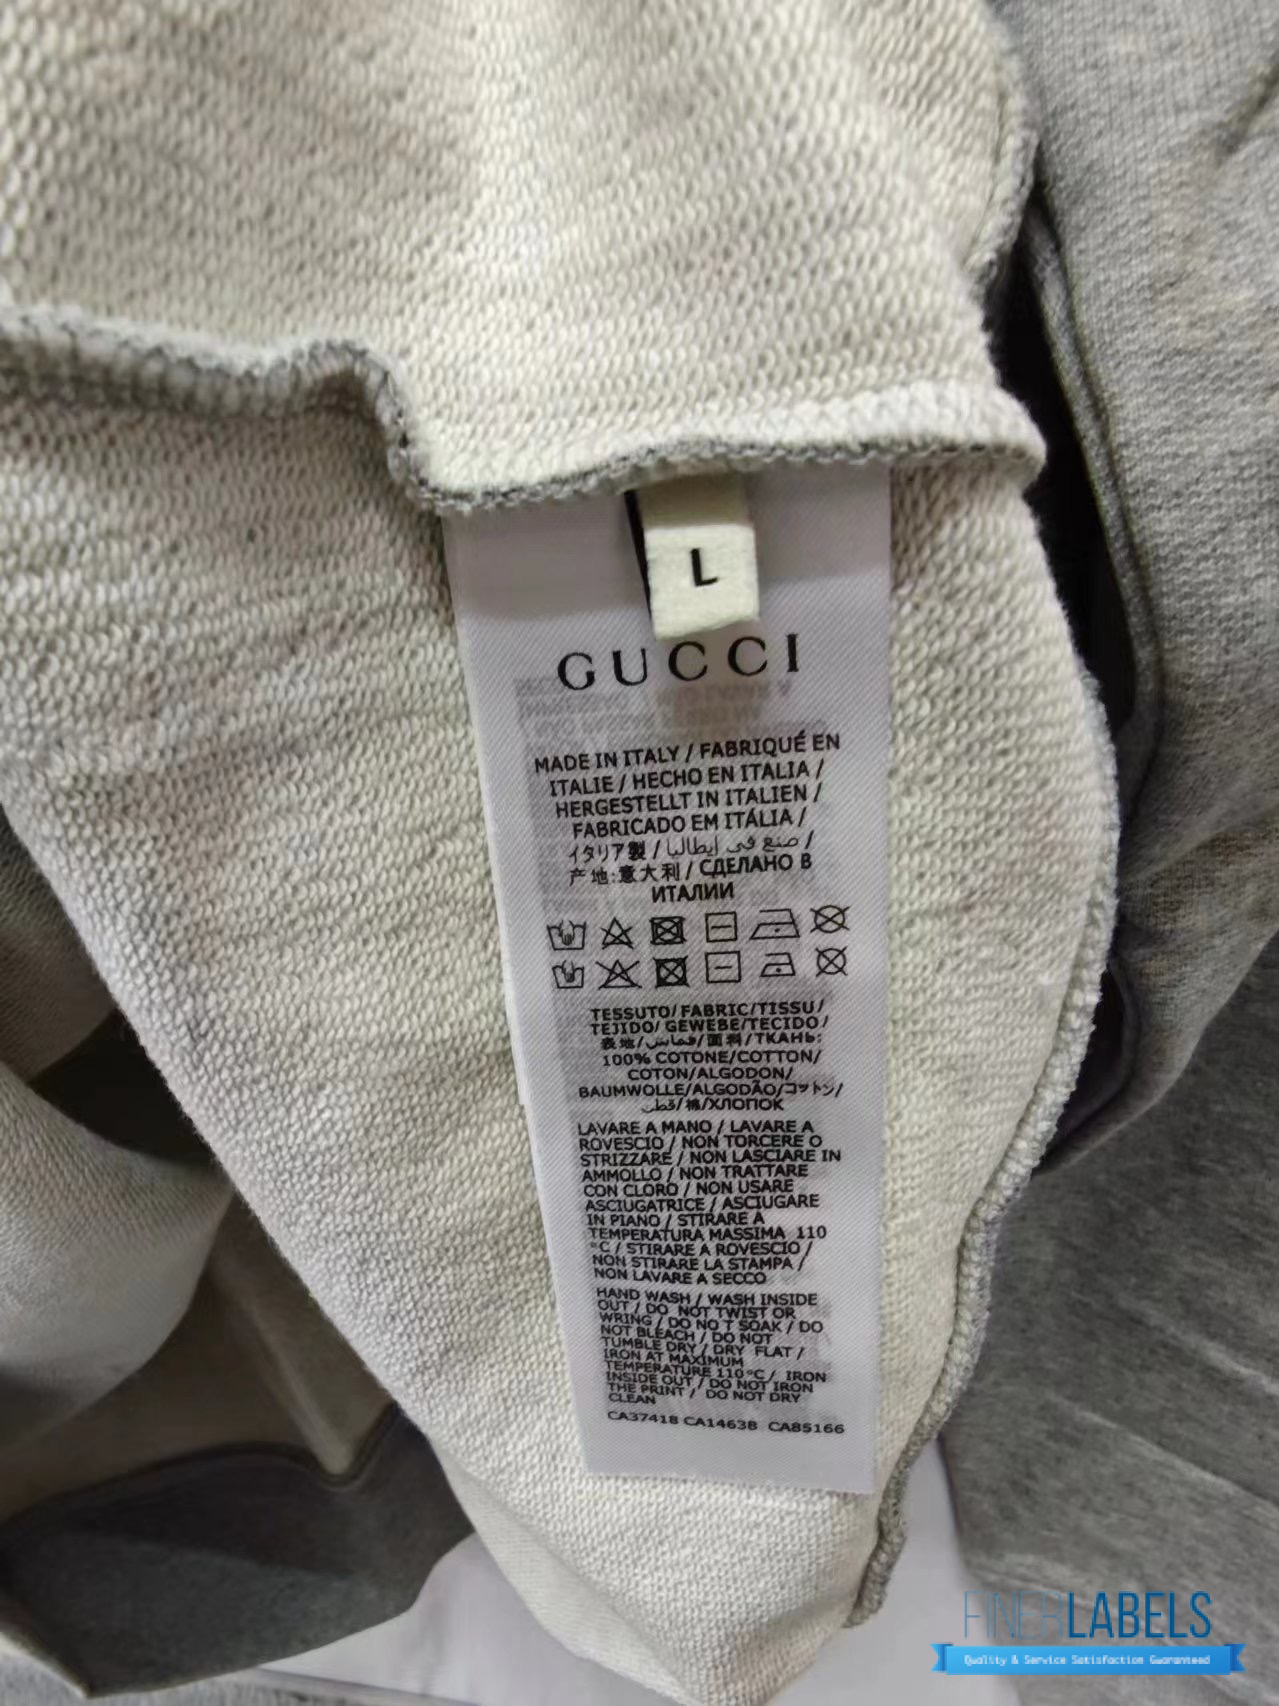 L
GUCCI
MADE IN ITALY / FABRIQUÉ EN
ITALIE / HECHO EN ITALIA /
HERGESTELLT IN ITALIEN /
FABRICADO EM ITÁLIA /
イタリア製 / صنع في إيطاليا /
产地:意大利 / СДЕЛАНО В
ИТАЛИИ
TESSUTO/FABRIC/TISSU/
TEJIDO/ GEWEBE/TECIDO/
表地/قماش/面料/ТКАНЬ:
100% COTONE/COTTON/
COTON/ALGODON/
BAUMWOLLE/ALGODÃO/コットン/
قطن/棉/ХЛОПОК
LAVARE A MANO / LAVARE A
ROVESCIO / NON TORCERE O
STRIZZARE / NON LASCIARE IN
AMMOLLO / NON TRATTARE
CON CLORO / NON USARE
ASCIUGATRICE / ASCIUGARE
IN PIANO / STIRARE A
TEMPERATURA MASSIMA 110
°C / STIRARE A ROVESCIO /
NON STIRARE LA STAMPA /
NON LAVARE A SECCO
HAND WASH / WASH INSIDE
OUT / DO NOT TWIST OR
WRING / DO NO T SOAK / DO
NOT BLEACH / DO NOT
TUMBLE DRY / DRY FLAT /
IRON AT MAXIMUM
TEMPERATURE 110°C / IRON
INSIDE OUT / DO NOT IRON
THE PRINT / DO NOT DRY
CLEAN
CA37418 CA14638 CA85166
FINERLABELS
Quality & Service Satisfaction Guaranteed